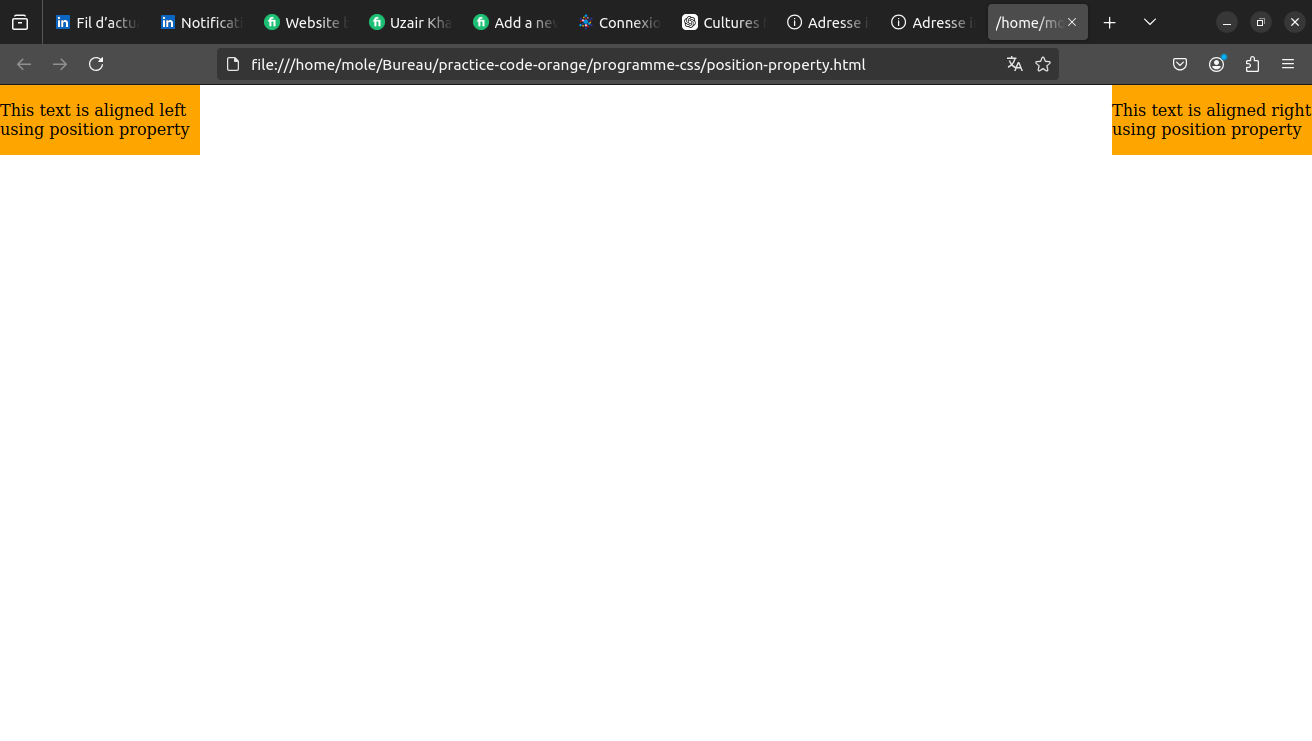 Fil d'actu
Notificati
Website b
Uzair Kha
Add a ne
Connexio
Cultures
Adresse i
Adresse i
/home/mo
file:///home/mole/Bureau/practice-code-orange/programme-css/position-property.html
This text is aligned left
using position property
This text is aligned right
using position property